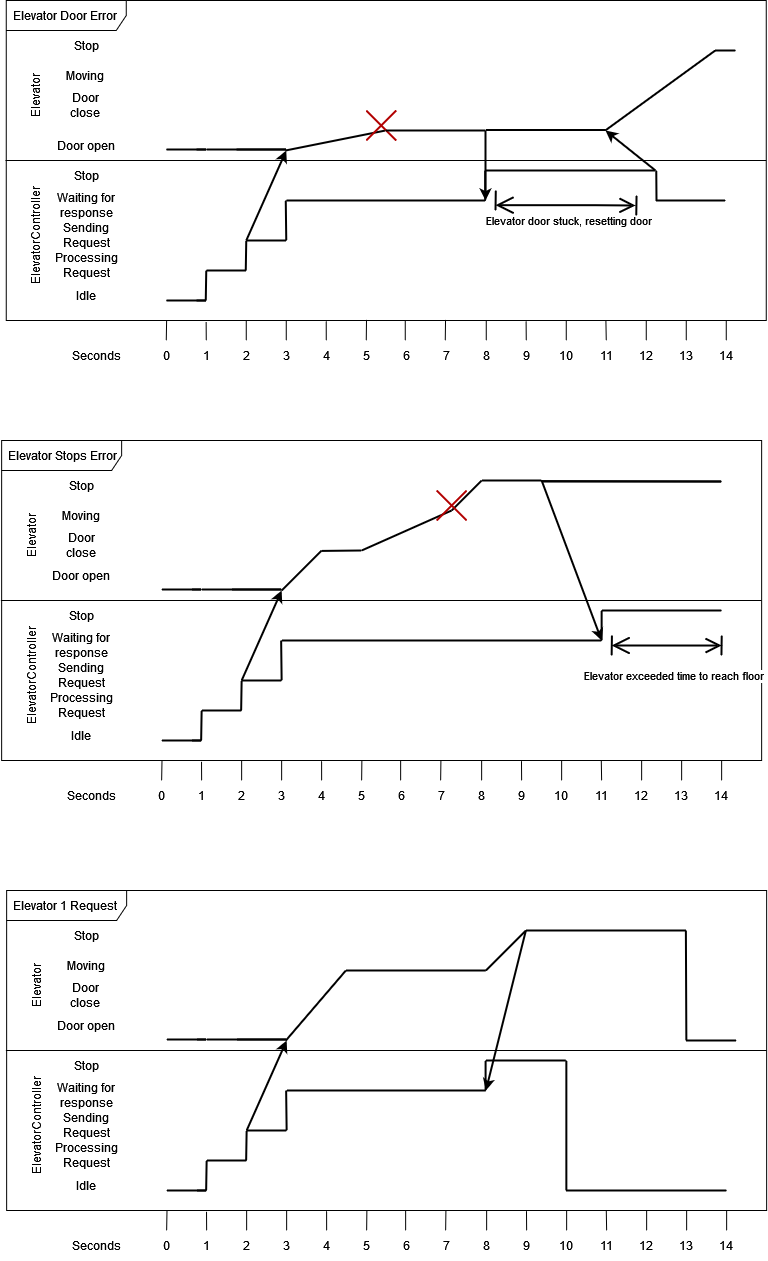 Elevator Door Error
Stop
Elevator
Moving
Door
close
Door open
Stop
ElevatorController
Waiting for
response
Sending
Request
Processing
Request
Idle
Elevator door stuck, resetting door
Seconds 0 1 2 3 4 5 6 7 8 9 10 11 12 13 14
Elevator Stops Error
Stop
Elevator
Moving
Door
close
Door open
Stop
ElevatorController
Waiting for
response
Sending
Request
Processing
Request
Idle
Elevator exceeded time to reach floor
Seconds 0 1 2 3 4 5 6 7 8 9 10 11 12 13 14
Elevator 1 Request
Stop
Elevator
Moving
Door
close
Door open
Stop
ElevatorController
Waiting for
response
Sending
Request
Processing
Request
Idle
Seconds 0 1 2 3 4 5 6 7 8 9 10 11 12 13 14